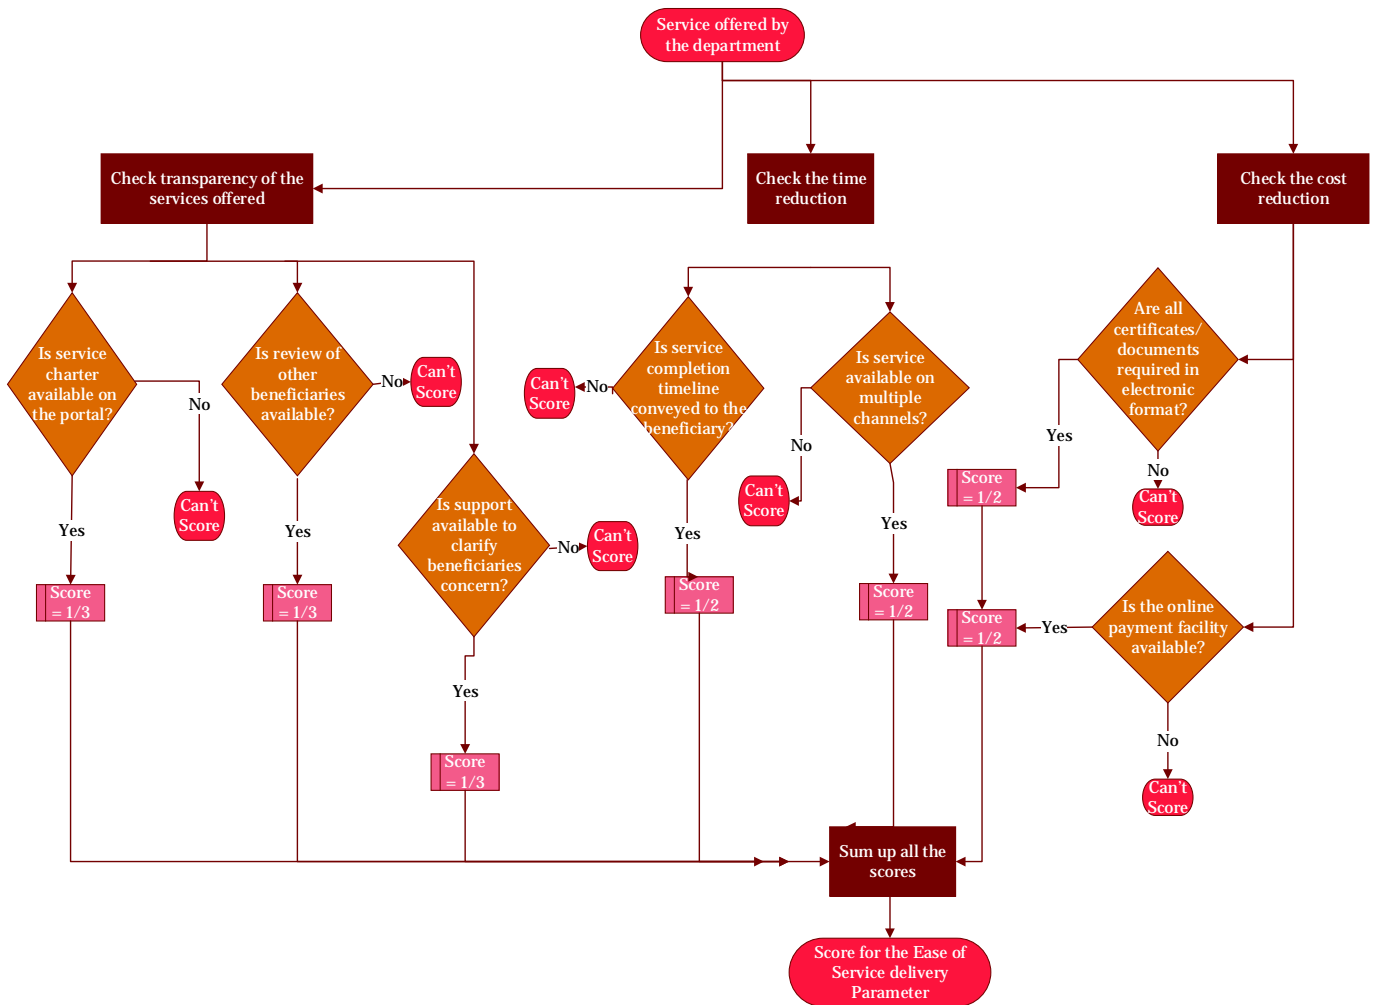 Service offered by
the department
Check transparency of the
services offered
Check the time
reduction
Check the cost
reduction
Is service
charter
available on
the portal?
No
Can't
Score
Yes
Score
= 1/3
Is review of
other
beneficiaries
available?
No
Can't
Score
Yes
Score
= 1/3
Is support
available to
clarify
beneficiaries
concern?
No
Can't
Score
Yes
Score
= 1/3
Is service
completion
timeline
conveyed to the
beneficiary?
No
Can't
Score
Yes
Score
= 1/2
Is service
available on
multiple
channels?
No
Can't
Score
Yes
Score
= 1/2
Are all
certificates/
documents
required in
electronic
format?
Yes
Score
= 1/2
No
Can't
Score
Is the online
payment facility
available?
Yes
Score
= 1/2
No
Can't
Score
Sum up all the
scores
Score for the Ease of
Service delivery
Parameter